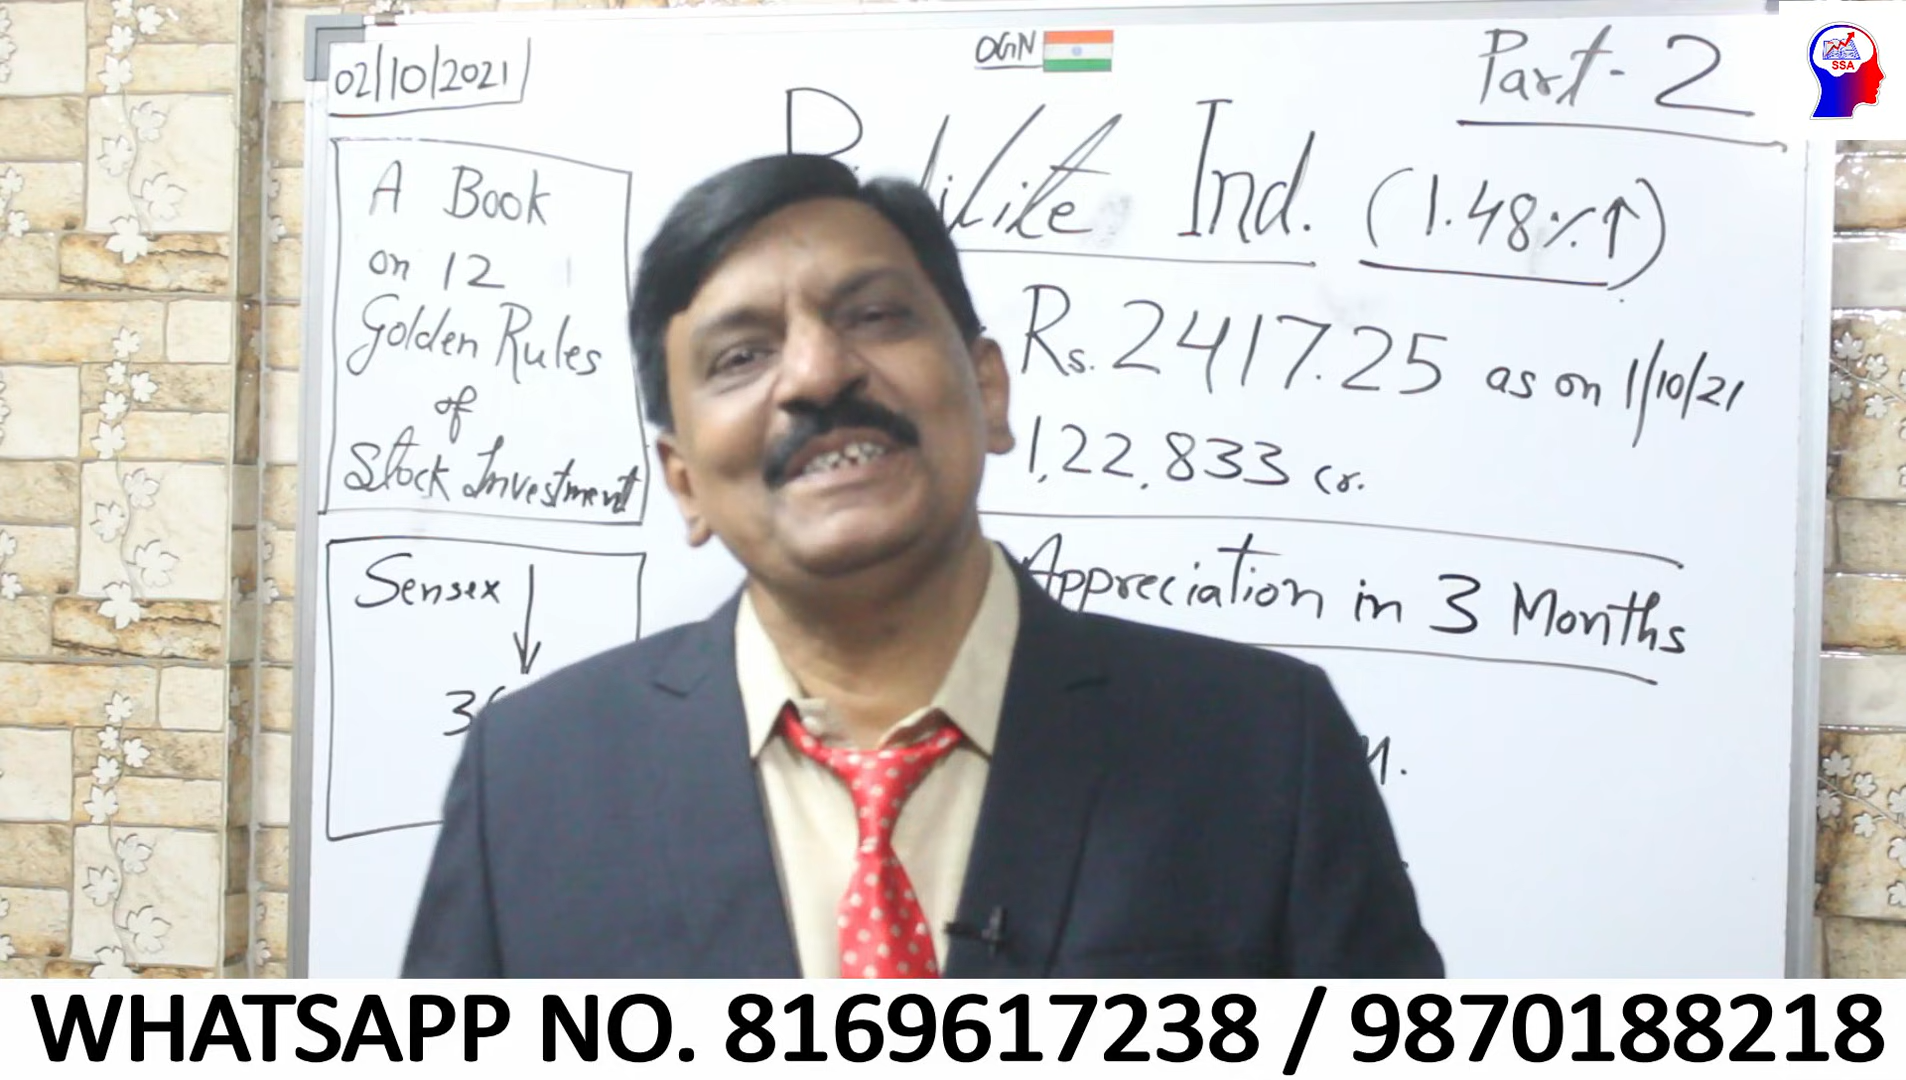 02/10/2021
OGN
Part-2
SSA
Ind. (1.48%↑)
A Book
on 12
Golden Rules
of
Stock Investment
Rs. 2417.25 as on 1/10/21
1,22,833 cr.
Appreciation in 3 Months
Sensex ↓
WHATSAPP NO. 8169617238 / 9870188218